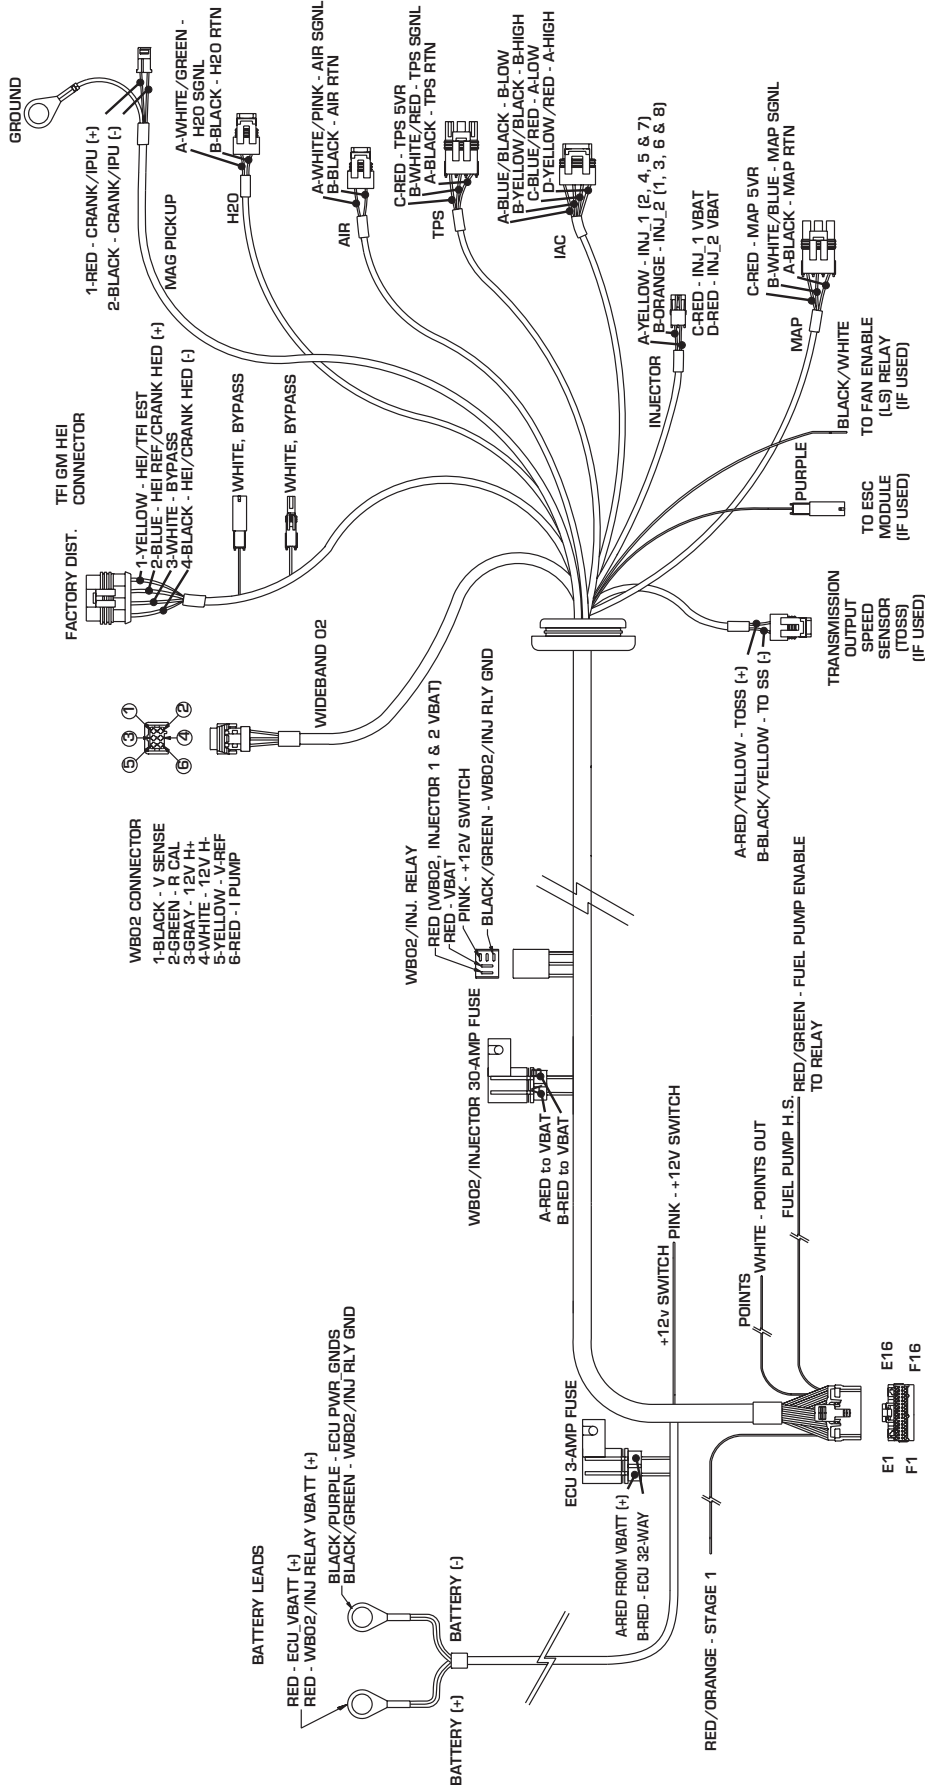 BATTERY LEADS
RED - ECU_VBATT (+)
RED - WBO2/INJ RELAY VBATT (+)
BLACK/PURPLE - ECU PWR_GNDS
BLACK/GREEN - WBO2/INJ RLY GND
BATTERY (+)
BATTERY (-)
WBO2 CONNECTOR
1-BLACK - V SENSE
2-GREEN - R CAL
3-GRAY - 12V H+
4-WHITE - 12V H-
5-YELLOW - V-REF
6-RED - I PUMP
5
3
1
6
4
2
WIDEBAND O2
FACTORY DIST.
TFI GM HEI
CONNECTOR
1-YELLOW - HEI/TFI EST
2-BLUE - HEI REF/CRANK HED (+)
3-WHITE - BYPASS
4-BLACK - HEI/CRANK HED (-)
WHITE, BYPASS
WHITE, BYPASS
GROUND
1-RED - CRANK/IPU (+)
2-BLACK - CRANK/IPU (-)
MAG PICKUP
A-WHITE/GREEN -
H2O SGNL
B-BLACK - H2O RTN
H2O
A-WHITE/PINK - AIR SGNL
B-BLACK - AIR RTN
AIR
C-RED - TPS 5VR
B-WHITE/RED - TPS SGNL
A-BLACK - TPS RTN
TPS
A-BLUE/BLACK - B-LOW
B-YELLOW/BLACK - B-HIGH
C-BLUE/RED - A-LOW
D-YELLOW/RED - A-HIGH
IAC
A-YELLOW - INJ_1 (2, 4, 5 & 7)
B-ORANGE - INJ_2 (1, 3, 6 & 8)
C-RED - INJ_1 VBAT
D-RED - INJ_2 VBAT
INJECTOR
C-RED - MAP 5VR
B-WHITE/BLUE - MAP SGNL
A-BLACK - MAP RTN
MAP
BLACK/WHITE
TO FAN ENABLE
(LS) RELAY
(IF USED)
PURPLE
TO ESC
MODULE
(IF USED)
TRANSMISSION
OUTPUT
SPEED
SENSOR
(TOSS)
(IF USED)
A-RED/YELLOW - TOSS (+)
B-BLACK/YELLOW - TO SS (-)
WBO2/INJ. RELAY
RED (WBO2, INJECTOR 1 & 2 VBAT)
RED - VBAT
PINK - +12V SWITCH
BLACK/GREEN - WBO2/INJ RLY GND
WBO2/INJECTOR 30-AMP FUSE
A-RED to VBAT
B-RED to VBAT
ECU 3-AMP FUSE
A-RED FROM VBATT (+)
B-RED - ECU 32-WAY
+12v SWITCH
PINK - +12V SWITCH
RED/ORANGE - STAGE 1
POINTS
WHITE - POINTS OUT
FUEL PUMP H.S.
RED/GREEN - FUEL PUMP ENABLE
TO RELAY
E1
E16
F1
F16